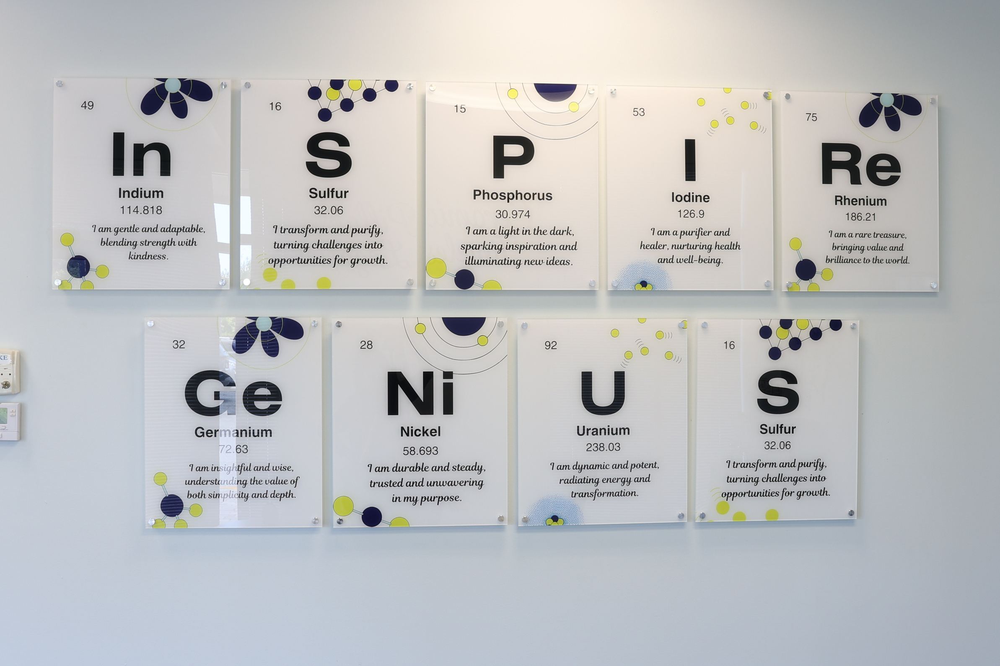 49
In
Indium
114.818
I am gentle and adaptable,
blending strength with
kindness.
16
S
Sulfur
32.06
I transform and purify,
turning challenges into
opportunities for growth.
15
P
Phosphorus
30.974
I am a light in the dark,
sparking inspiration and
illuminating new ideas.
53
I
Iodine
126.9
I am a purifier and
healer, nurturing health
and well-being.
75
Re
Rhenium
186.21
I am a rare treasure,
bringing value and
brilliance to the world.
32
Ge
Germanium
72.63
I am insightful and wise,
understanding the value of
both simplicity and depth.
28
Ni
Nickel
58.693
I am durable and steady,
trusted and unwavering
in my purpose.
92
U
Uranium
238.03
I am dynamic and potent,
radiating energy and
transformation.
16
S
Sulfur
32.06
I transform and purify,
turning challenges into
opportunities for growth.
KE